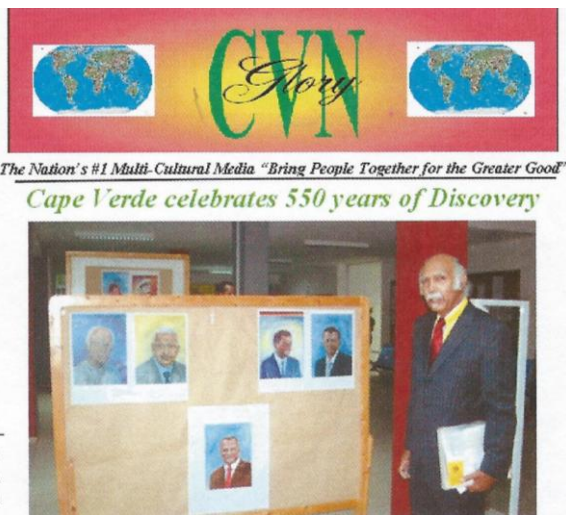 CVN
Glory
The Nation's #1 Multi-Cultural Media "Bring People Together for the Greater Good"
Cape Verde celebrates 550 years of Discovery